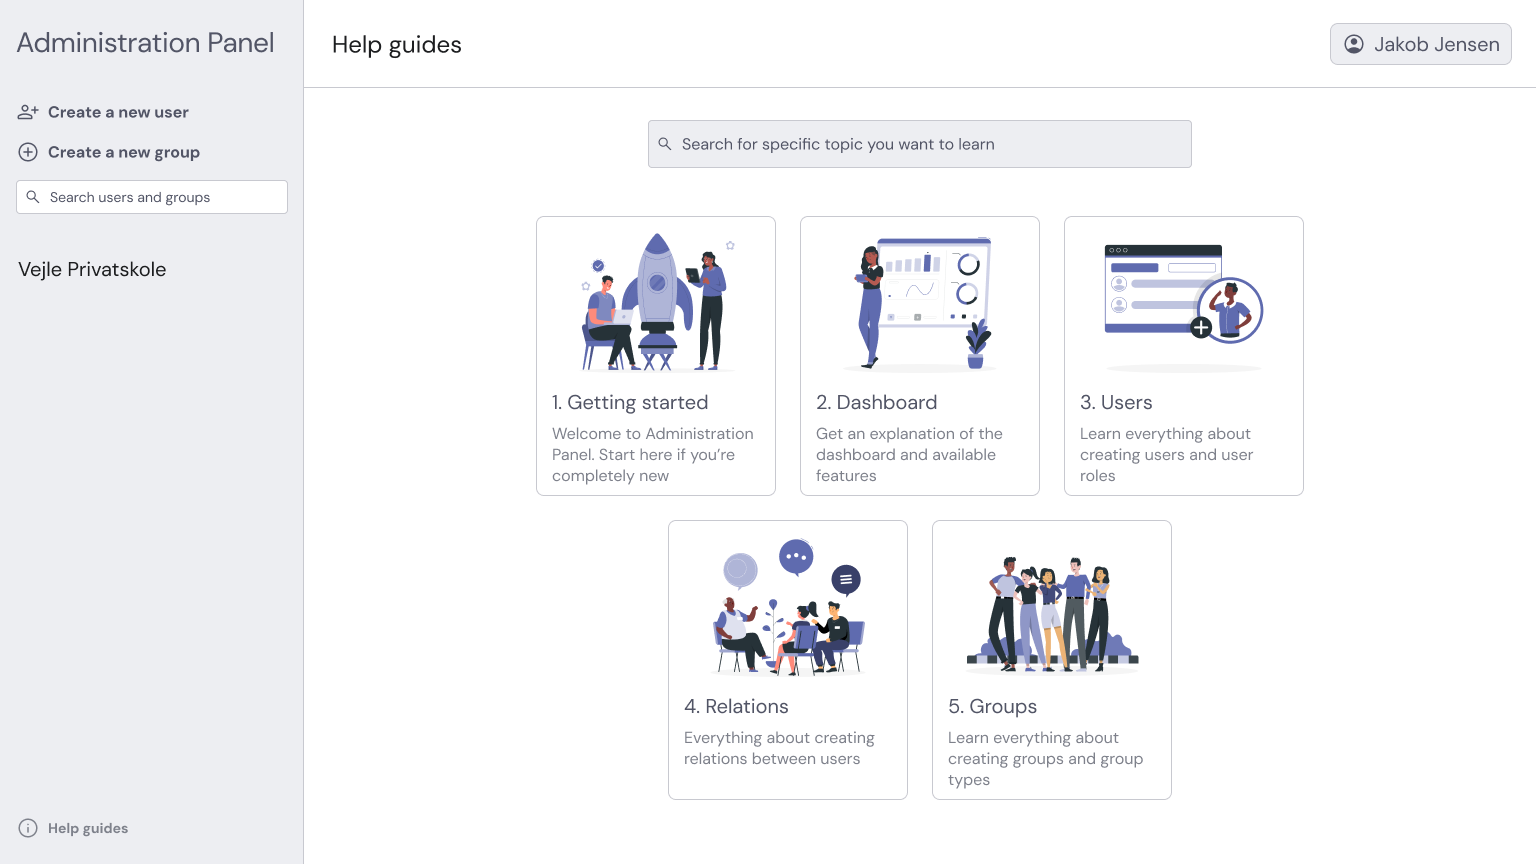 Administration Panel
Create a new user
Create a new group
Search users and groups
Vejle Privatskole
Help guides
Help guides
Jakob Jensen
Search for specific topic you want to learn
1. Getting started
Welcome to Administration
Panel. Start here if you’re
completely new
2. Dashboard
Get an explanation of the
dashboard and available
features
3. Users
Learn everything about
creating users and user
roles
4. Relations
Everything about creating
relations between users
5. Groups
Learn everything about
creating groups and group
types